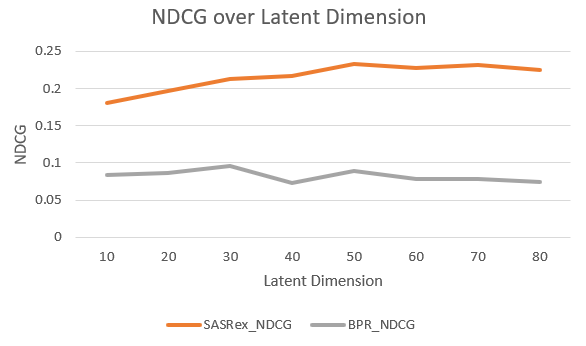 NDCG over Latent Dimension
0.25
0.2
0.15
0.1
0.05
0
NDCG
10 20 30 40 50 60 70 80
Latent Dimension
SASRex_NDCG BPR_NDCG